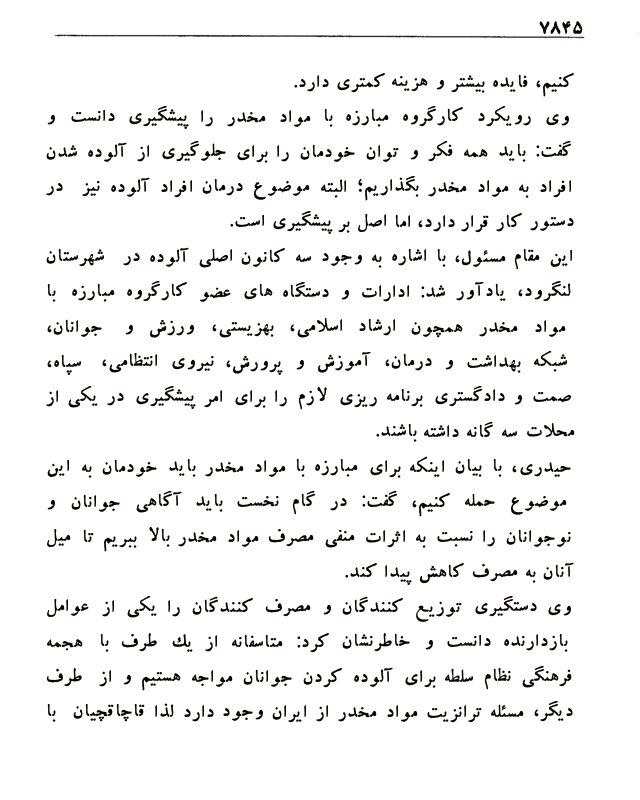 ۷۸۴۵
کنیم، فایده بیشتر و هزینه کمتری دارد.
وی رویکرد کارگروه مبارزه با مواد مخدر را پیشگیری دانست و
گفت: باید همه فکر و توان خودمان را برای جلوگیری از آلوده شدن
افراد به مواد مخدر بگذاریم؛ البته موضوع درمان افراد آلوده نیز در
دستور کار قرار دارد، اما اصل بر پیشگیری است.
این مقام مسئول، با اشاره به وجود سه کانون اصلی آلوده در شهرستان
لنگرود، یادآور شد: ادارات و دستگاه های عضو کارگروه مبارزه با
مواد مخدر همچون ارشاد اسلامی، بهزیستی، ورزش و جوانان،
شبکه بهداشت و درمان، آموزش و پرورش، نیروی انتظامی، سپاه،
صمت و دادگستری برنامه ریزی لازم را برای امر پیشگیری در یکی از
محلات سه گانه داشته باشند.
حیدری، با بیان اینکه برای مبارزه با مواد مخدر باید خودمان به این
موضوع حمله کنیم، گفت: در گام نخست باید آگاهی جوانان و
نوجوانان را نسبت به اثرات منفی مصرف مواد مخدر بالا ببریم تا میل
آنان به مصرف کاهش پیدا کند.
وی دستگیری توزیع کنندگان و مصرف کنندگان را یکی از عوامل
بازدارنده دانست و خاطرنشان کرد: متاسفانه از یك طرف با هجمه
فرهنگی نظام سلطه برای آلوده کردن جوانان مواجه هستیم و از طرف
دیگر، مسئله ترانزیت مواد مخدر از ایران وجود دارد لذا قاچاقچیان با